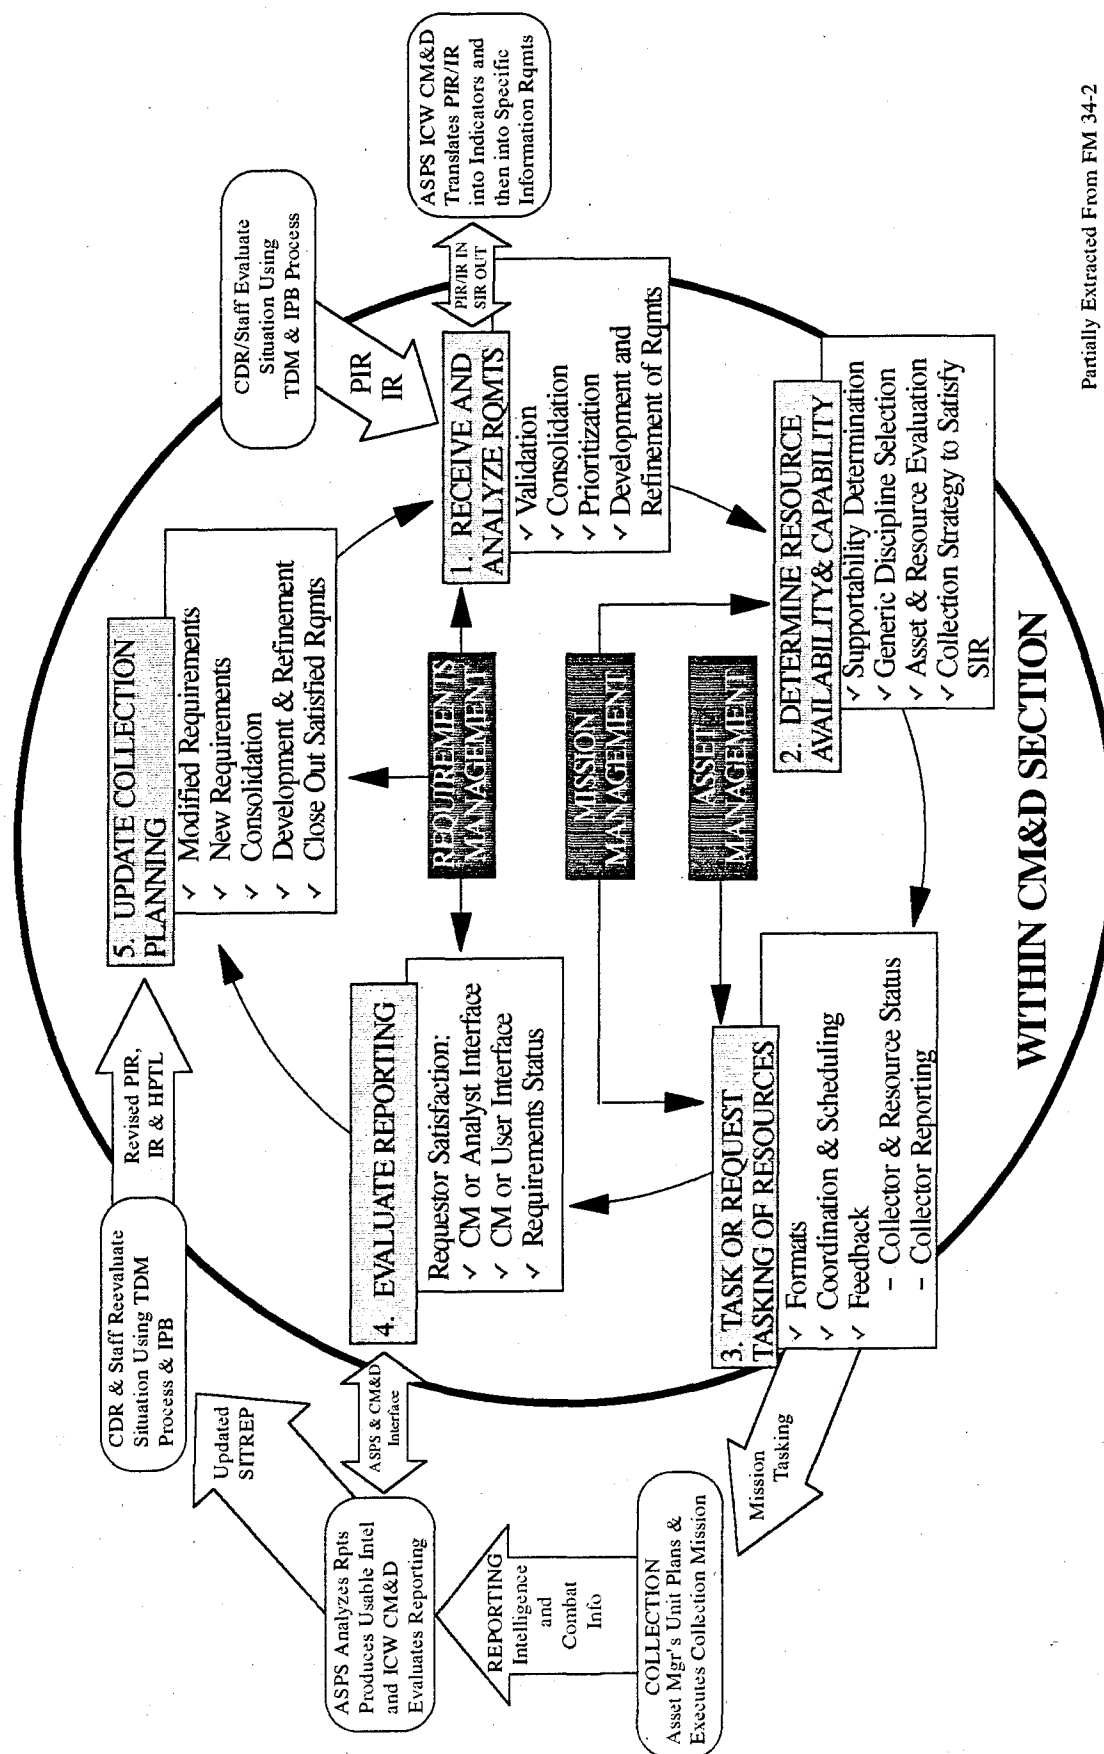 CDR & Staff Reevaluate
Situation Using TDM
Process & IPB
Revised PIR,
IR & HPTL
5. UPDATE COLLECTION
PLANNING
✓ Modified Requirements
✓ New Requirements
✓ Consolidation
✓ Development & Refinement
✓ Close Out Satisfied Rqmts
CDR/Staff Evaluate
Situation Using
TDM & IPB Process
PIR
IR
Updated
SITREP
ASPS Analyzes Rpts
Produces Usable Intel
and ICW CM&D
Evaluates Reporting
ASPS & CM&D
Interface
4. EVALUATE REPORTING
Requestor Satisfaction:
✓ CM or Analyst Interface
✓ CM or User Interface
✓ Requirements Status
REQUIREMENTS
MANAGEMENT
1. RECEIVE AND
ANALYZE RQMTS
✓ Validation
✓ Consolidation
✓ Prioritization
✓ Development and
Refinement of Rqmts
PIR/IR IN
SIR OUT
ASPS ICW CM&D
Translates PIR/IR
into Indicators and
then into Specific
Information Rqmts
REPORTING
Intelligence
and
Combat
Info
MISSION
MANAGEMENT
ASSET
MANAGEMENT
COLLECTION
Asset Mgr's Unit Plans &
Executes Collection Mission
Mission
Tasking
3. TASK OR REQUEST
TASKING OF RESOURCES
✓ Formats
✓ Coordination & Scheduling
✓ Feedback
– Collector & Resource Status
– Collector Reporting
2. DETERMINE RESOURCE
AVAILABILITY& CAPABILITY
✓ Supportability Determination
✓ Generic Discipline Selection
✓ Asset & Resource Evaluation
✓ Collection Strategy to Satisfy
SIR
WITHIN CM&D SECTION
Partially Extracted From FM 34-2